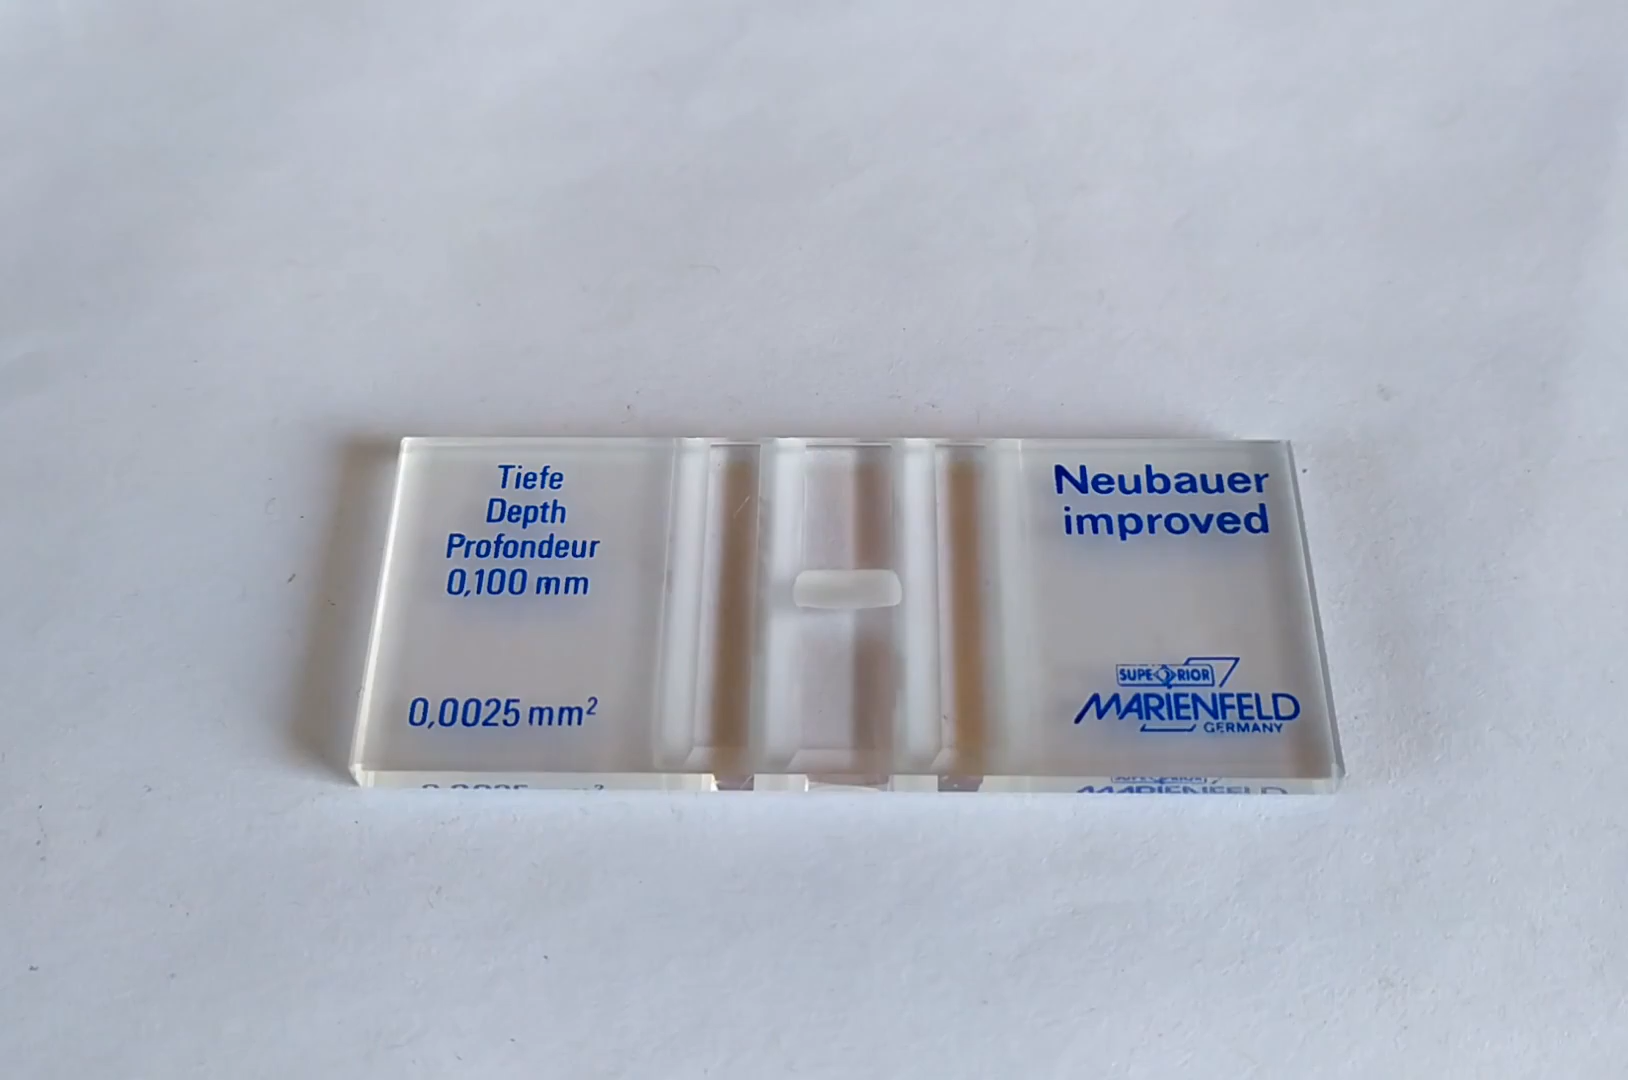 Tiefe
Depth
Profondeur
0,100 mm
0,0025 mm²
Neubauer
improved
SUPERIOR
MARIENFELD
GERMANY